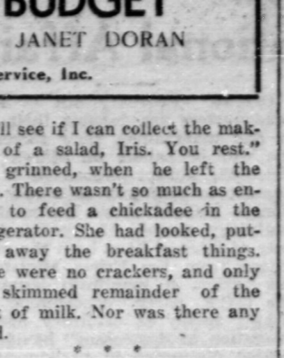 BUDGET
JANET DORAN
ervice, Inc.
ll see if I can collect the mak-
of a salad, Iris. You rest."
grinned, when he left the
. There wasn't so much as en-
to feed a chickadee in the
gerator. She had looked, put-
away the breakfast things.
e were no crackers, and only
skimmed remainder of the
t of milk. Nor was there any
l.
* * *